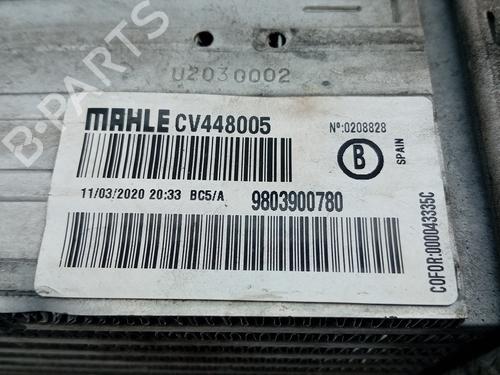 U2030002
MAHLE CV448005
Nº:0208828
B
SPAIN
11/03/2020 20:33 BC5/A
9803900780
COFOR:000043335C
B-PARTS